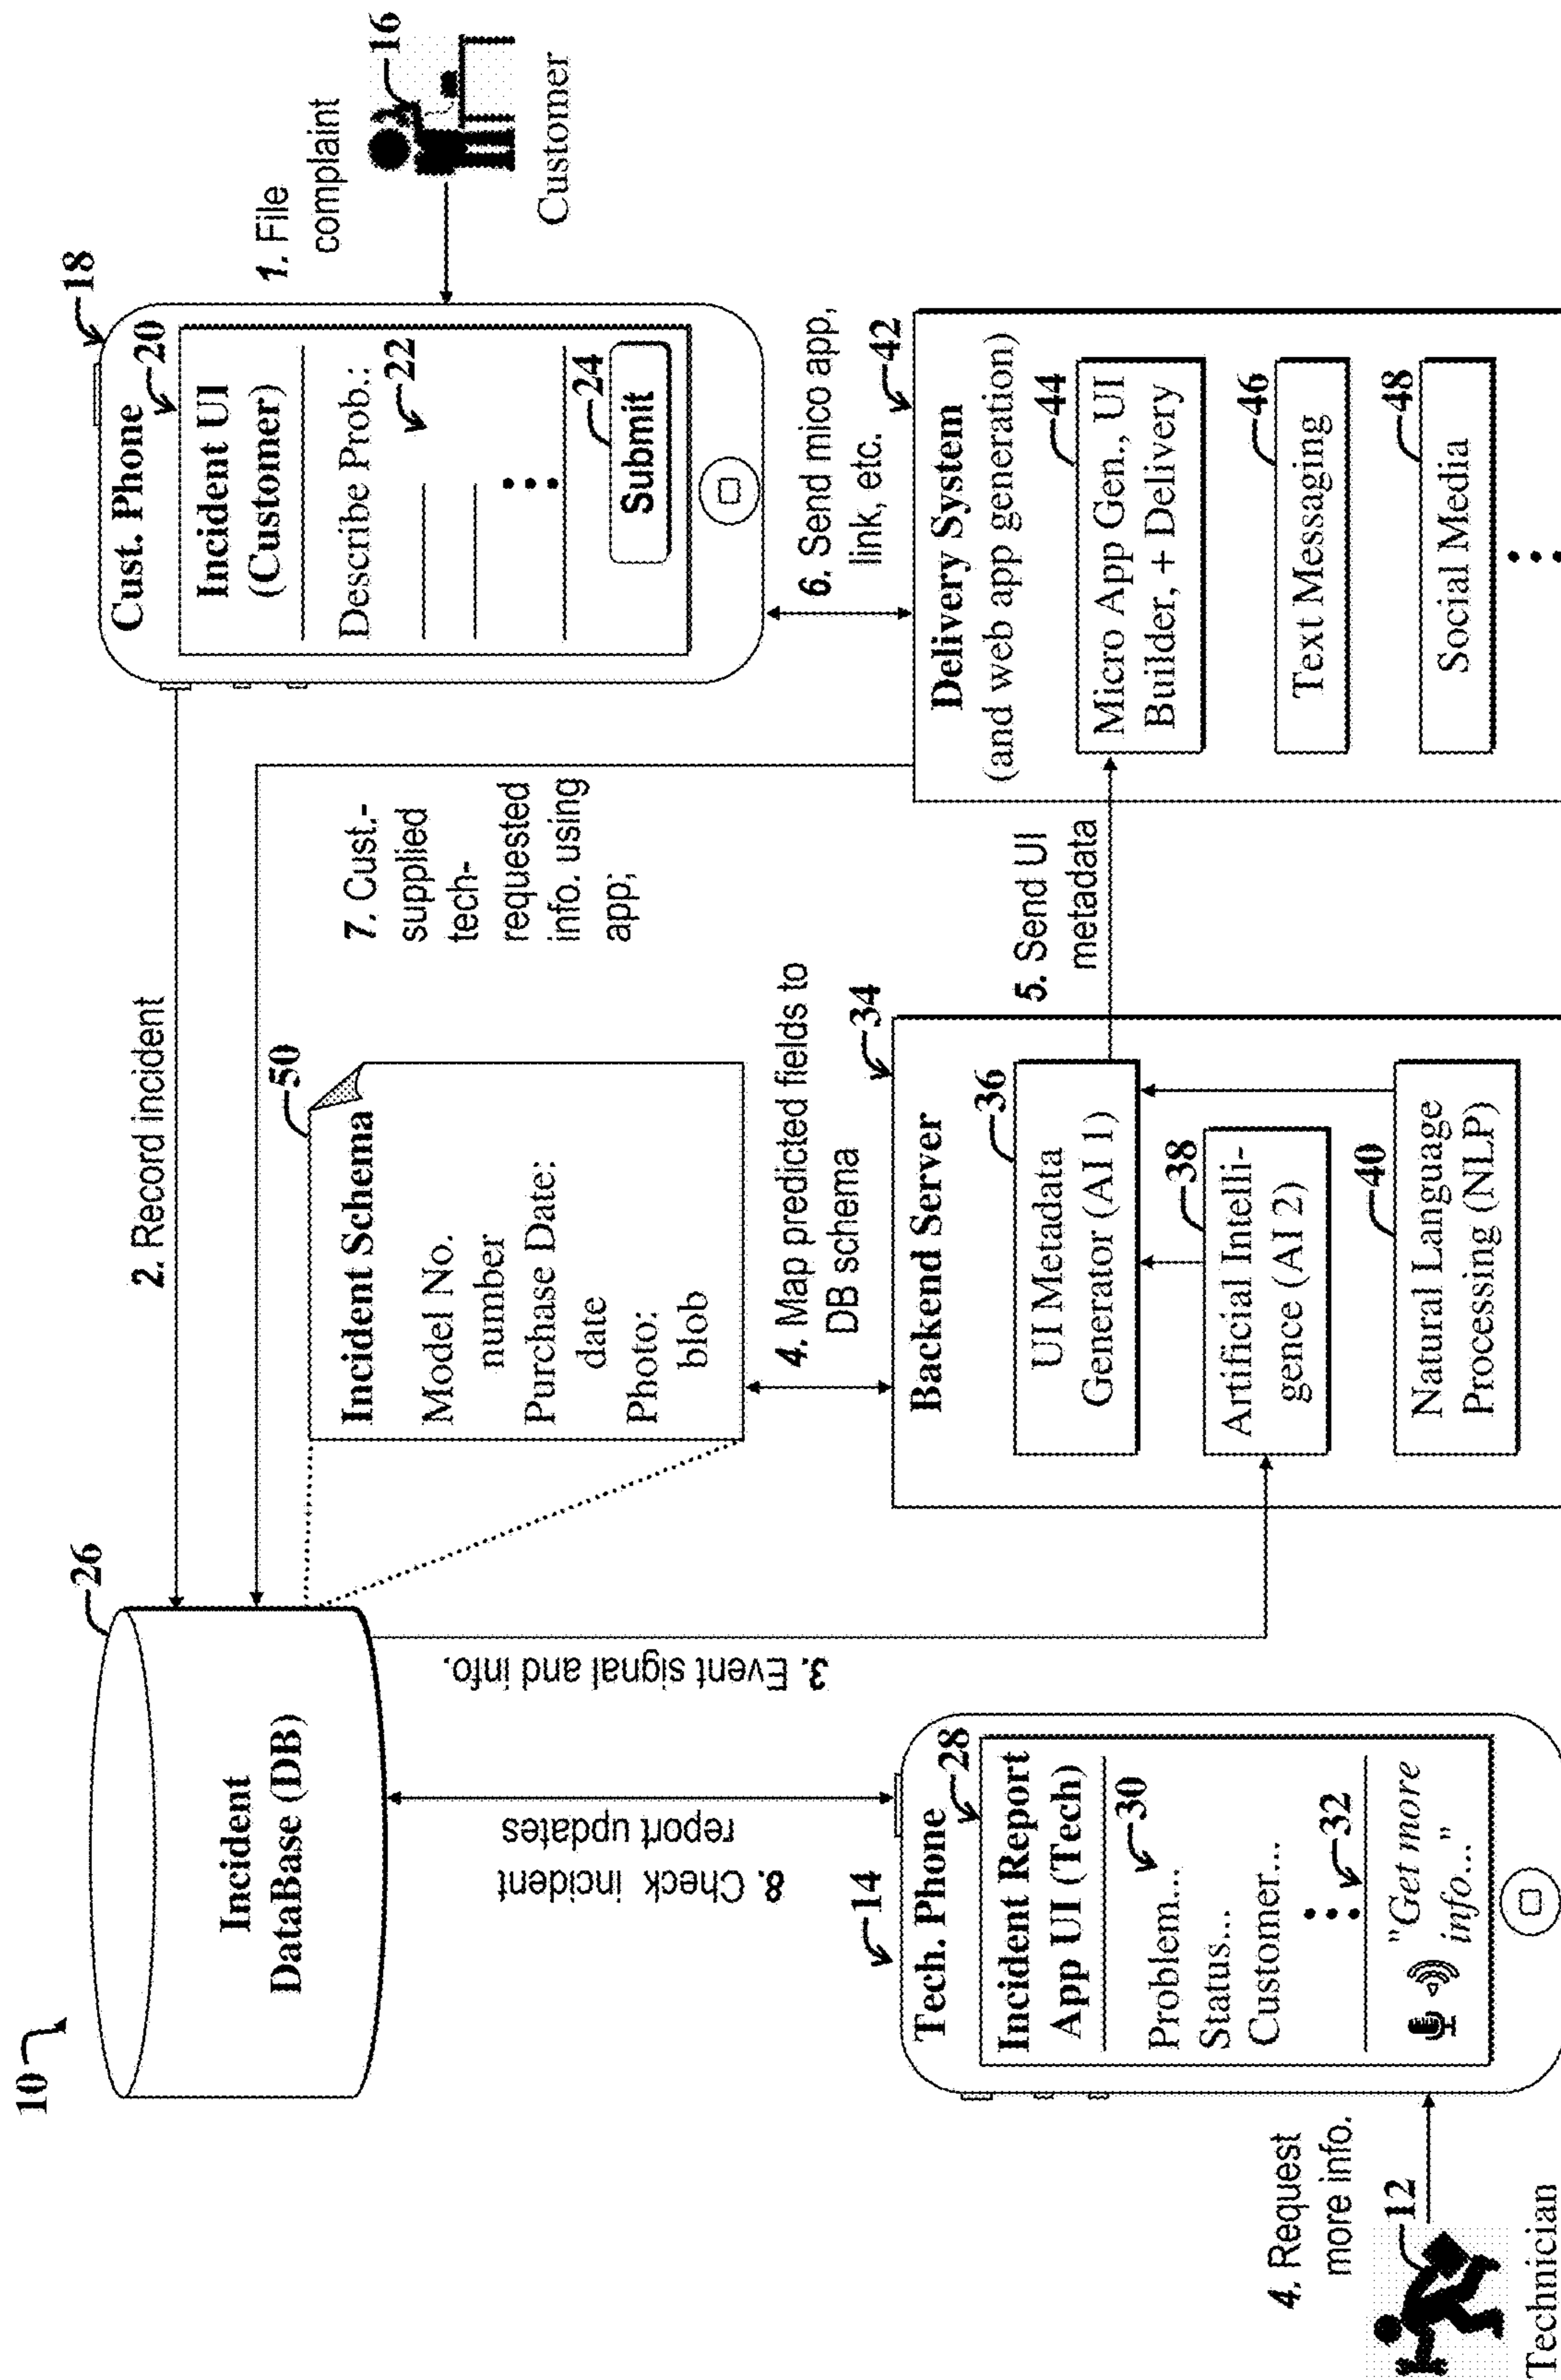 10
26
Incident
DataBase (DB)
2. Record incident
18
Cust. Phone
20
Incident UI
(Customer)
Describe Prob.:
22
24
Submit
1. File
complaint
16
Customer
50
Incident Schema
Model No.
number
Purchase Date:
date
Photo:
blob
7. Cust.-
supplied
tech-
requested
info. using
app;
3. Event signal and info.
8. Check incident
report updates
4. Map predicted fields to
DB schema
6. Send mico app,
link, etc.
14
Tech. Phone
28
Incident Report
App UI (Tech)
Problem...
30
Status...
Customer...
32
"Get more
info..."
4. Request
more info.
12
Technician
34
Backend Server
36
UI Metadata
Generator (AI 1)
38
Artificial Intelli-
gence (AI 2)
40
Natural Language
Processing (NLP)
5. Send UI
metadata
42
Delivery System
(and web app generation)
44
Micro App Gen., UI
Builder, + Delivery
46
Text Messaging
48
Social Media